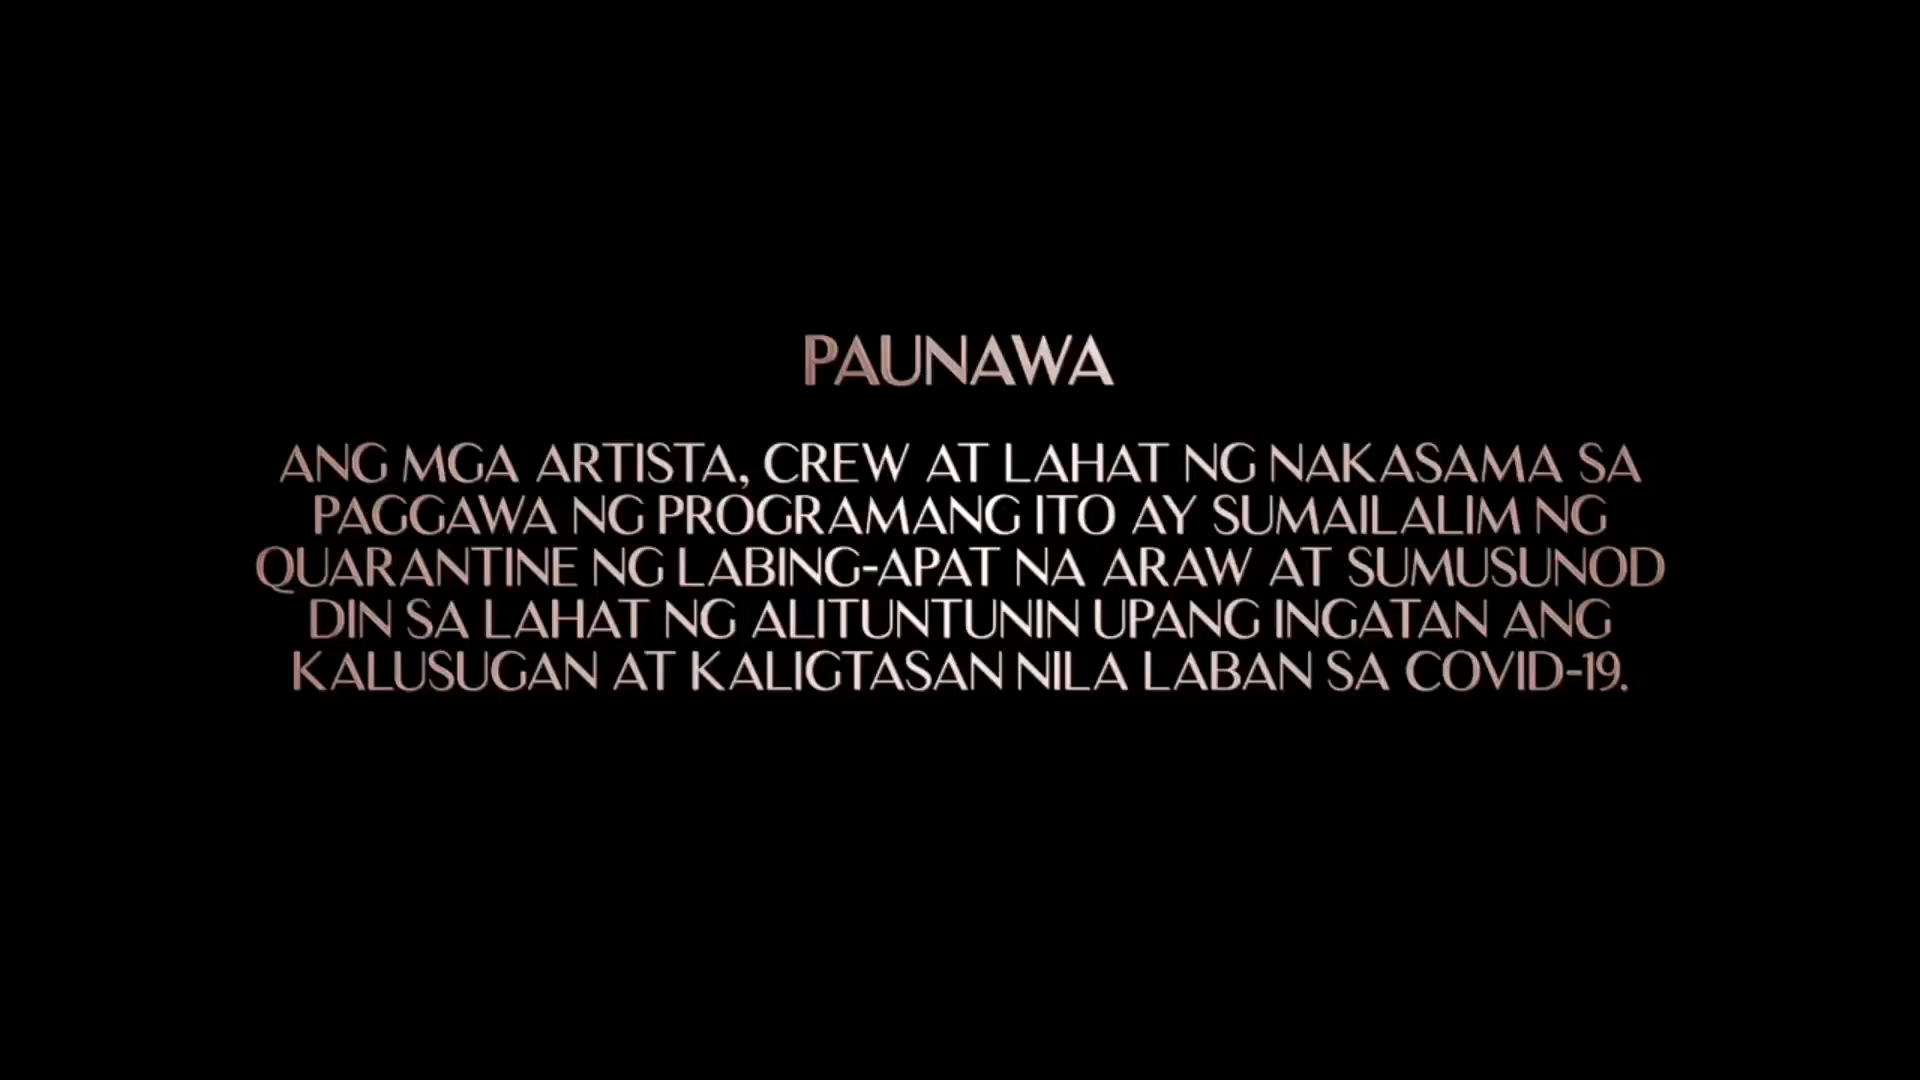 PAUNAWA
ANG MGA ARTISTA, CREW AT LAHAT NG NAKASAMA SA
PAGGAWA NG PROGRAMANG ITO AY SUMAILALIM NG
QUARANTINE NG LABING-APAT NA ARAW AT SUMUSUNOD
DIN SA LAHAT NG ALITUNTUNIN UPANG INGATAN ANG
KALUSUGAN AT KALIGTASAN NILA LABAN SA COVID-19.